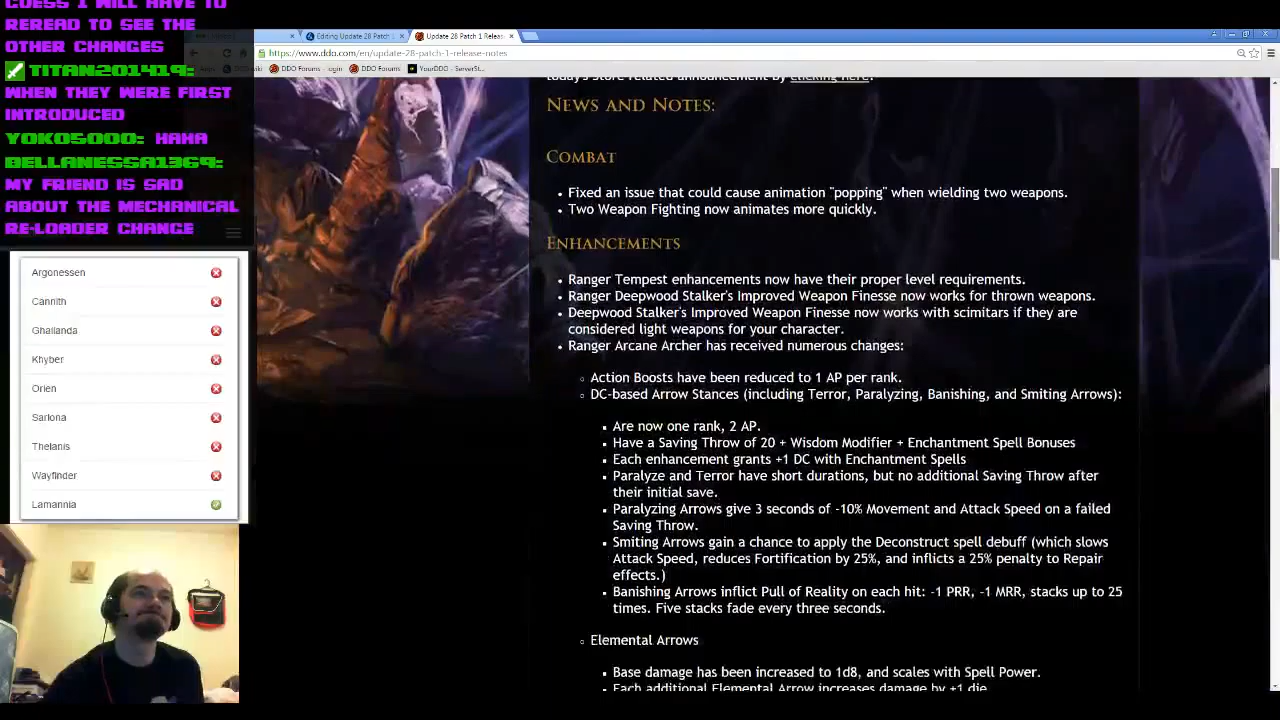 GUESS I WILL HAVE TO
REREAD TO SEE THE
OTHER CHANGES
TITAN201419:
WHEN THEY WERE FIRST
INTRODUCED
YOKO5000: HAHA
BELLANESSA1369:
MY FRIEND IS SAD
ABOUT THE MECHANICAL
RE-LOADER CHANGE
Argonessen
Cannith
Ghallanda
Khyber
Orien
Sarlona
Thelanis
Wayfinder
Lamannia
Editing Update 28 Patch
Update 28 Patch 1 Releas
https://www.ddo.com/en/update-28-patch-1-release-notes
DDO Forums - login
DDO Forums
YourDDO - ServerSt...
today's Store related announcement by clicking here.
NEWS AND NOTES:
COMBAT
Fixed an issue that could cause animation "popping" when wielding two weapons.
Two Weapon Fighting now animates more quickly.
ENHANCEMENTS
Ranger Tempest enhancements now have their proper level requirements.
Ranger Deepwood Stalker's Improved Weapon Finesse now works for thrown weapons.
Deepwood Stalker's Improved Weapon Finesse now works with scimitars if they are
considered light weapons for your character.
Ranger Arcane Archer has received numerous changes:
Action Boosts have been reduced to 1 AP per rank.
DC-based Arrow Stances (including Terror, Paralyzing, Banishing, and Smiting Arrows):
Are now one rank, 2 AP.
Have a Saving Throw of 20 + Wisdom Modifier + Enchantment Spell Bonuses
Each enhancement grants +1 DC with Enchantment Spells
Paralyze and Terror have short durations, but no additional Saving Throw after
their initial save.
Paralyzing Arrows give 3 seconds of -10% Movement and Attack Speed on a failed
Saving Throw.
Smiting Arrows gain a chance to apply the Deconstruct spell debuff (which slows
Attack Speed, reduces Fortification by 25%, and inflicts a 25% penalty to Repair
effects.)
Banishing Arrows inflict Pull of Reality on each hit: -1 PRR, -1 MRR, stacks up to 25
times. Five stacks fade every three seconds.
Elemental Arrows
Base damage has been increased to 1d8, and scales with Spell Power.
Each additional Elemental Arrow increases damage by +1 die